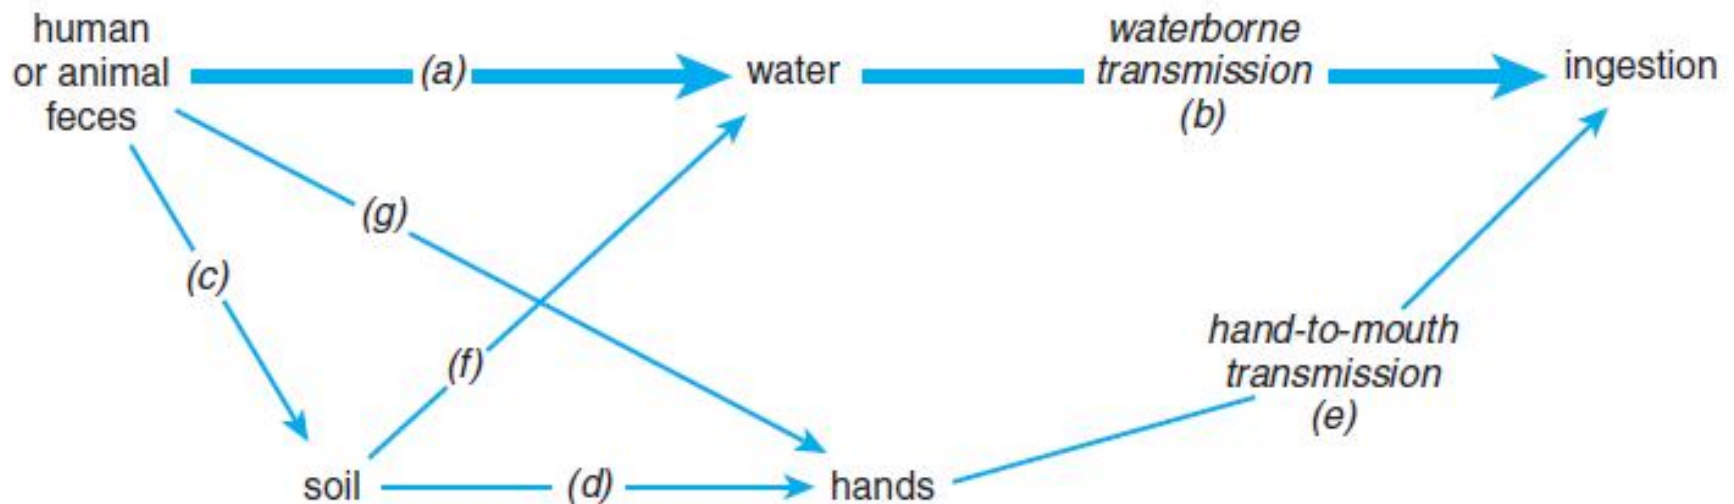 human
or animal
feces
(a)
water
waterborne
transmission
(b)
ingestion
(g)
(c)
(f)
hand-to-mouth
transmission
(e)
soil
(d)
hands